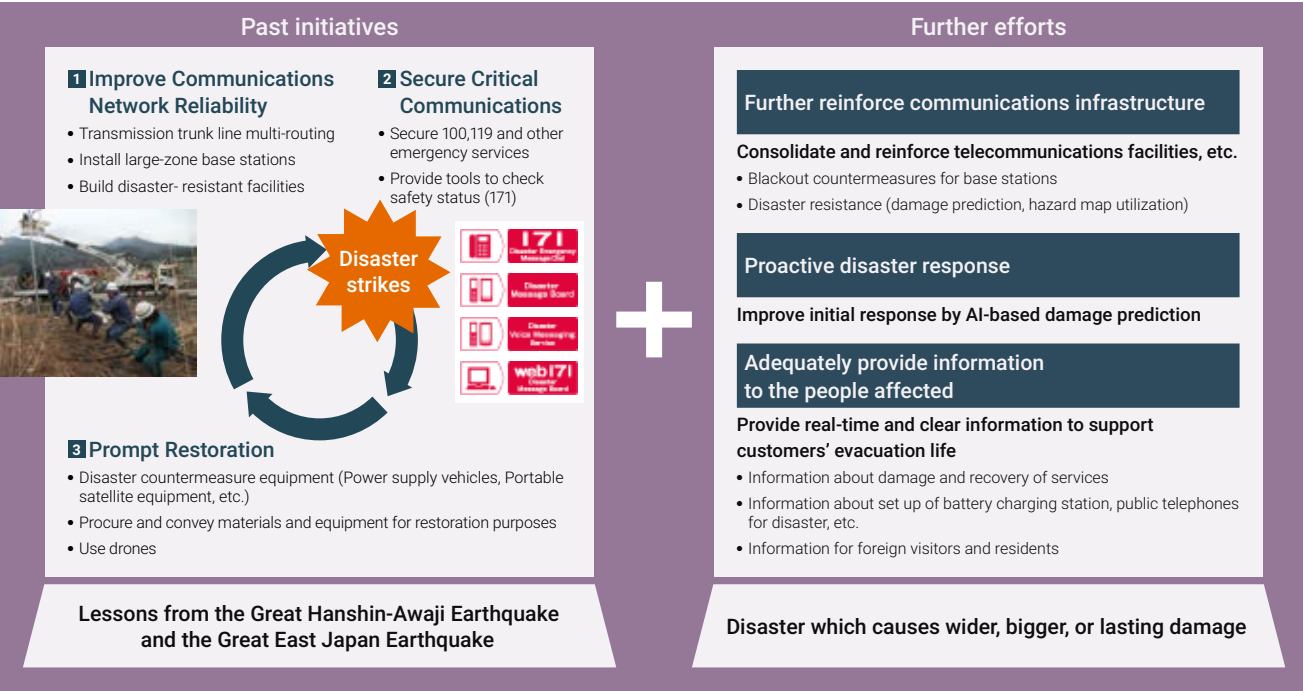 Past initiatives
1 Improve Communications
Network Reliability
• Transmission trunk line multi-routing
• Install large-zone base stations
• Build disaster- resistant facilities
2 Secure Critical
Communications
• Secure 100,119 and other
emergency services
• Provide tools to check
safety status (171)
Disaster
strikes
171
Disaster Emergency
Message Dial
Disaster
Message Board
Disaster
Voice Messaging
Service
web171
Disaster
Message Board
3 Prompt Restoration
• Disaster countermeasure equipment (Power supply vehicles, Portable
satellite equipment, etc.)
• Procure and convey materials and equipment for restoration purposes
• Use drones
Lessons from the Great Hanshin-Awaji Earthquake
and the Great East Japan Earthquake
+
Further efforts
Further reinforce communications infrastructure
Consolidate and reinforce telecommunications facilities, etc.
• Blackout countermeasures for base stations
• Disaster resistance (damage prediction, hazard map utilization)
Proactive disaster response
Improve initial response by AI-based damage prediction
Adequately provide information
to the people affected
Provide real-time and clear information to support
customers’ evacuation life
• Information about damage and recovery of services
• Information about set up of battery charging station, public telephones
for disaster, etc.
• Information for foreign visitors and residents
Disaster which causes wider, bigger, or lasting damage